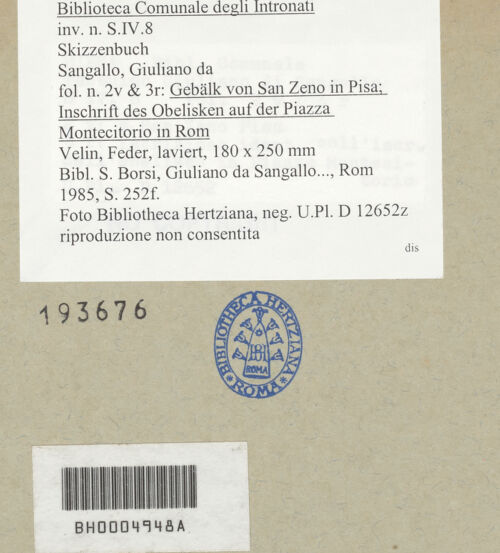 Biblioteca Comunale degli Intronati
inv. n. S.IV.8
Skizzenbuch
Sangallo, Giuliano da
fol. n. 2v & 3r: Gebälk von San Zeno in Pisa;
Inschrift des Obelisken auf der Piazza
Montecitorio in Rom
Velin, Feder, laviert, 180 x 250 mm
Bibl. S. Borsi, Giuliano da Sangallo..., Rom
1985, S. 252f.
Foto Bibliotheca Hertziana, neg. U.Pl. D 12652z
riproduzione non consentita
dis
193676
BIBLIOTHECA HERTZIANA
ROMA
* ROMA *
BH0004948A